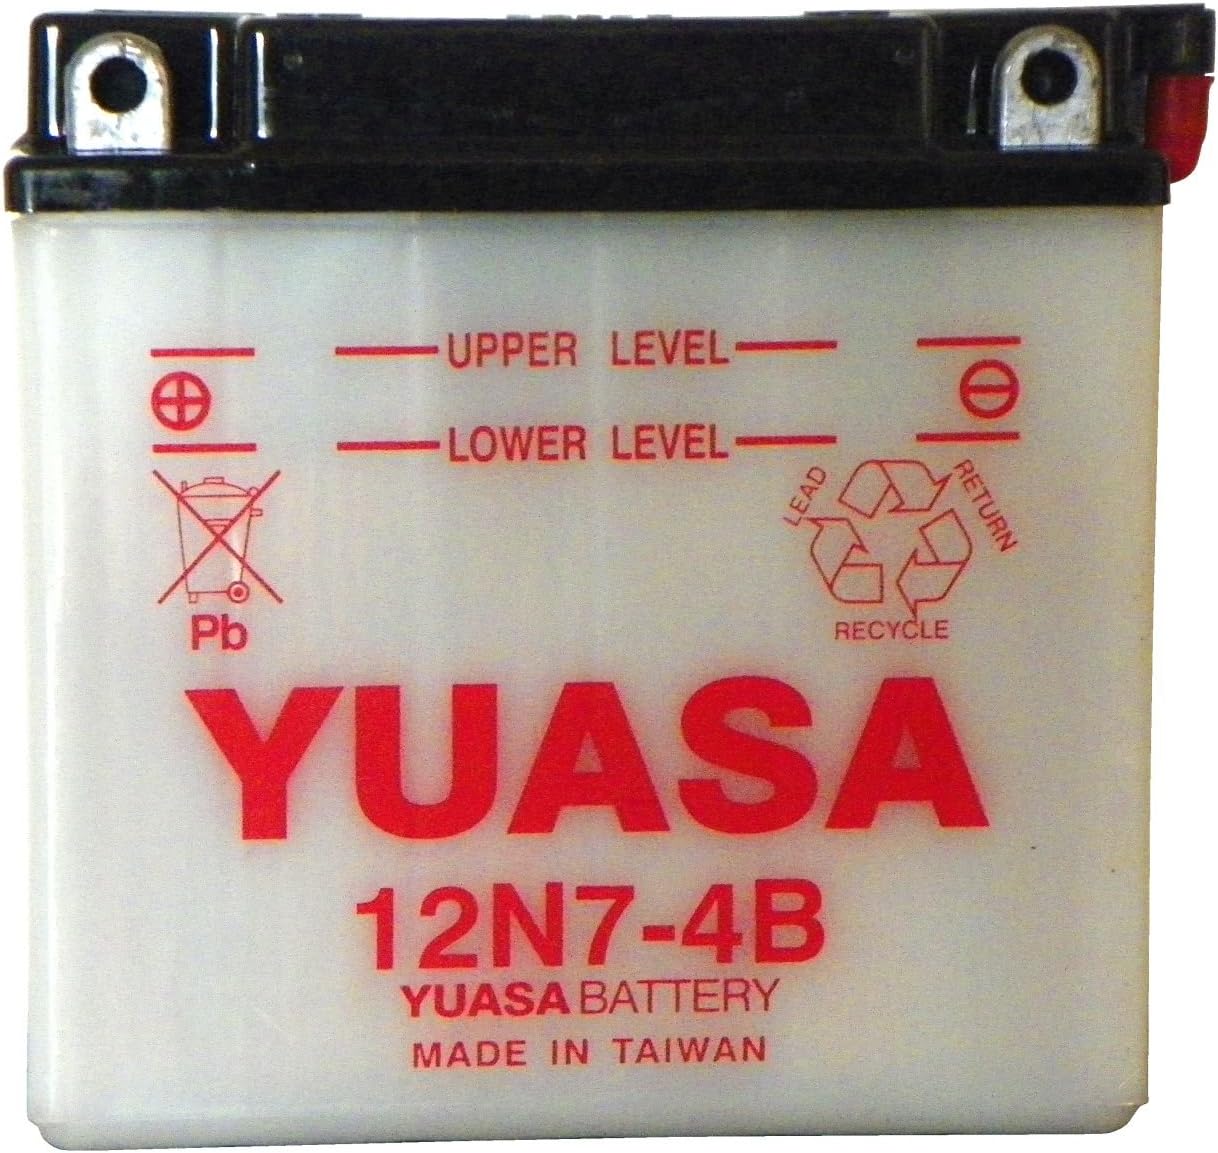 UPPER LEVEL
LOWER LEVEL
LEAD
RETURN
RECYCLE
Pb
YUASA
12N7-4B
YUASA BATTERY
MADE IN TAIWAN